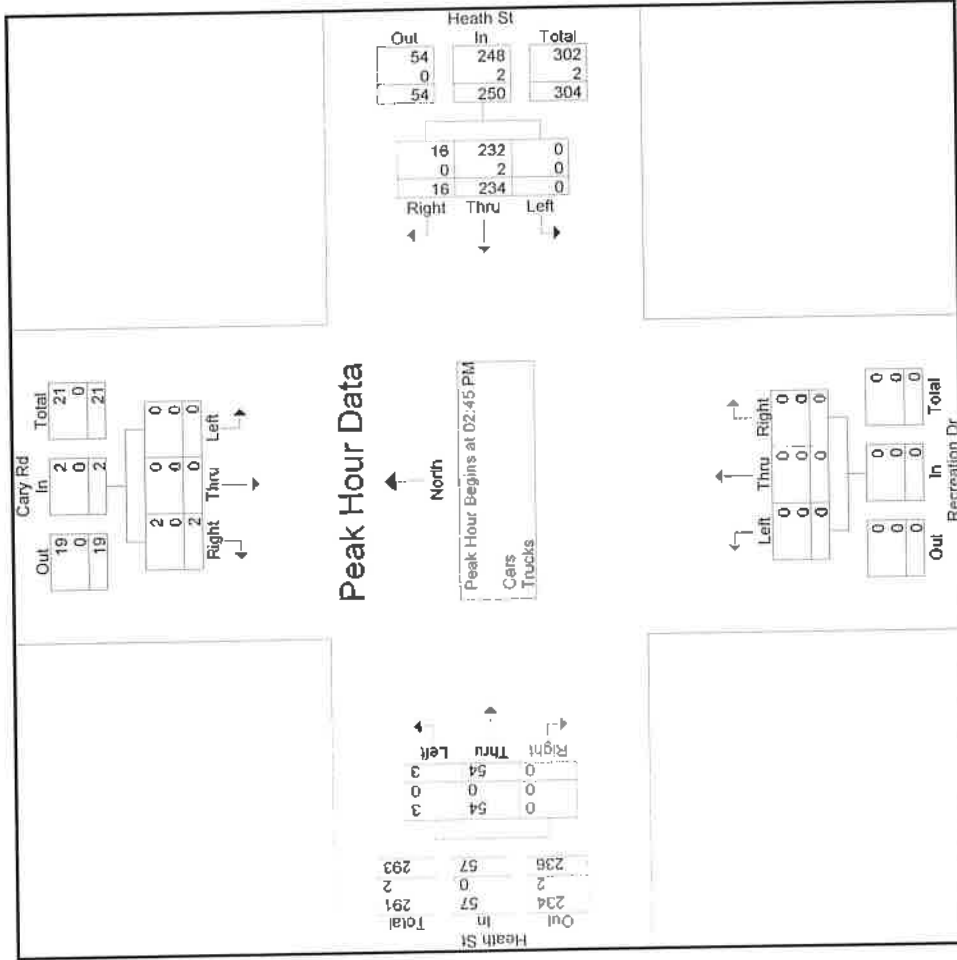 Heath St
Out In Total
54 248 302
0 2 2
54 250 304
16 232 0
0 2 0
16 234 0
Right Thru Left
Cary Rd
Out In Total
19 2 21
0 0 0
19 2 21
2 0 0
0 0 0
2 0 0
Right Thru Left
Peak Hour Data
North
Peak Hour Begins at 02:45 PM
Cars
Trucks
Left Thru Right
0 0 0
0 0 0
0 0 0
0 0 0
0 0 0
0 0 0
Out In Total
Recreation Dr
Heath St
Out In Total
234 57 291
2 0 2
236 57 293
0 54 3
0 0 0
0 54 3
Right Thru Left